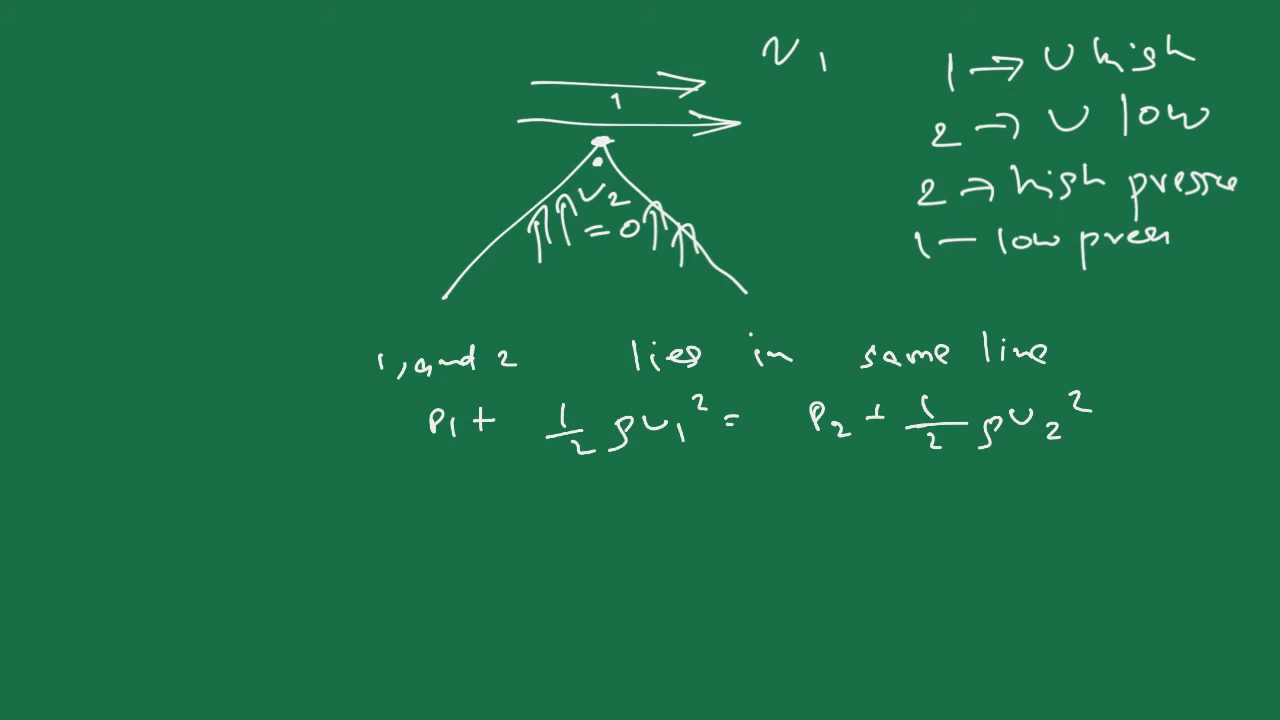 v1
1
v2
= 0
1 → v high
2 → v low
2 → high pressre
1 — low press
1, and 2 lies in same line
P1 + 1/2 ρv1² = P2 + 1/2 ρv2²